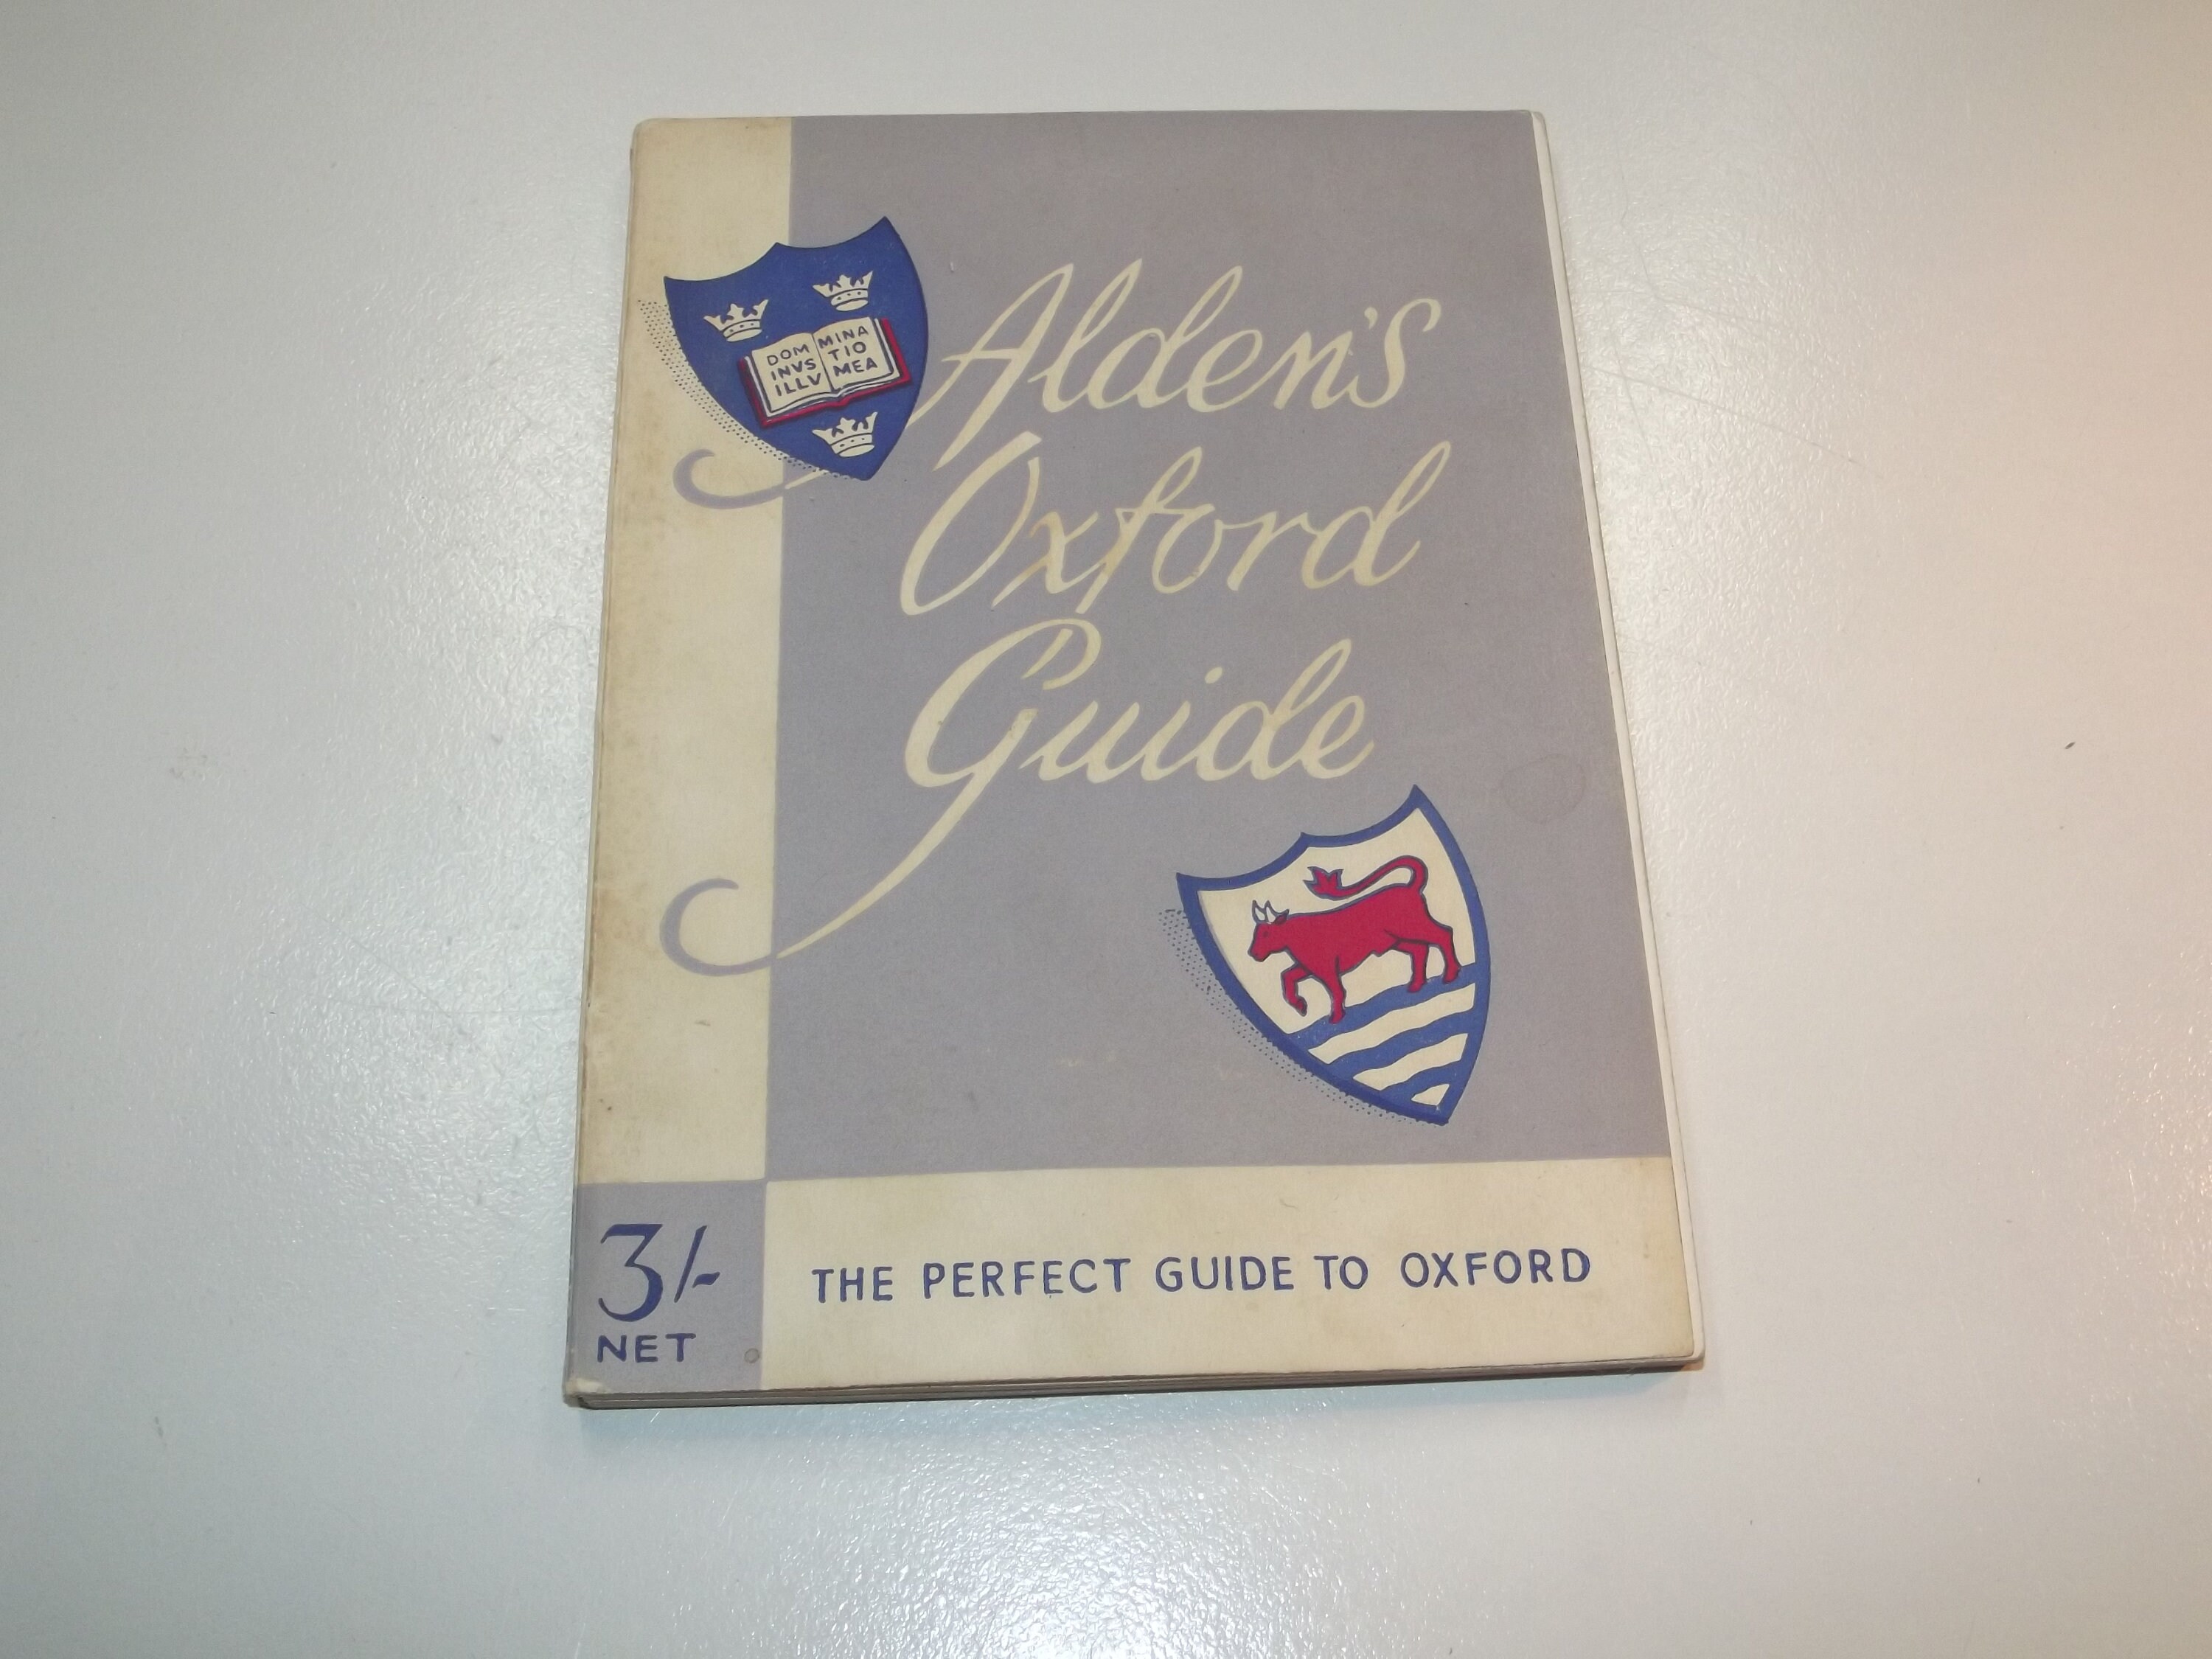 DOM MINA
INVS TIO
ILLV MEA
Alden's
Oxford
Guide
3/-
NET
THE PERFECT GUIDE TO OXFORD